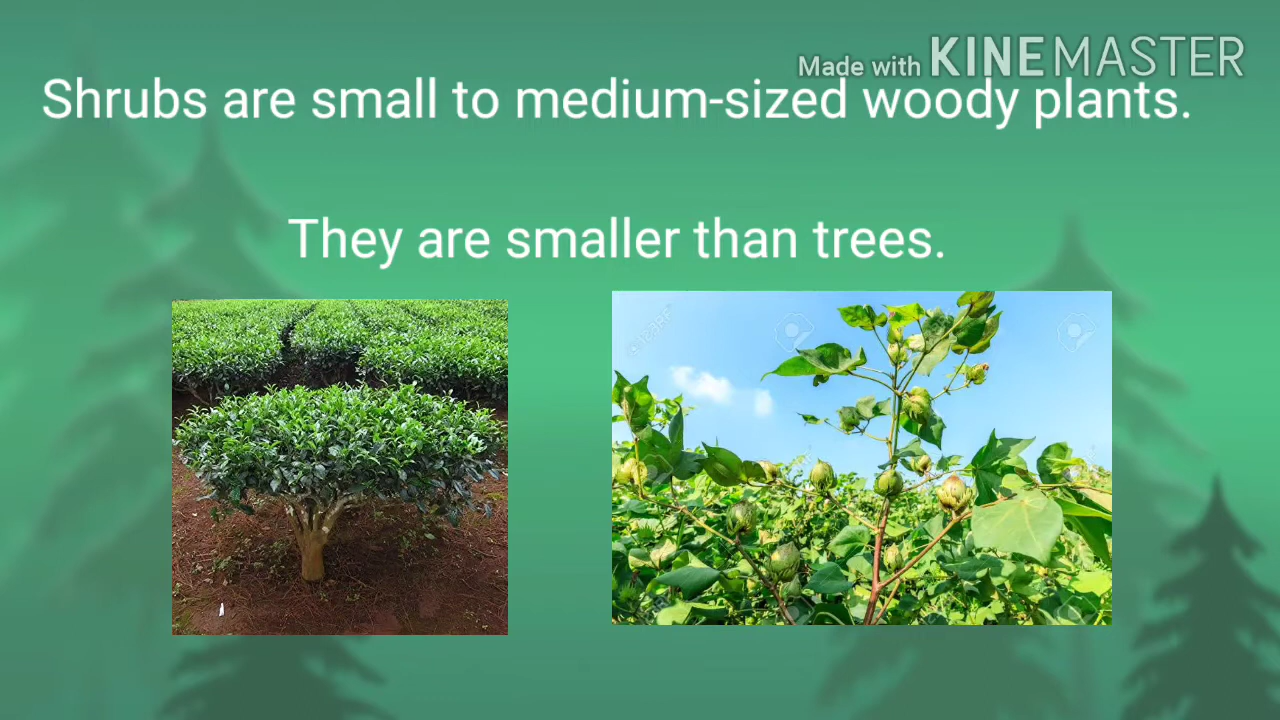 Made with KINEMASTER
Shrubs are small to medium-sized woody plants.
They are smaller than trees.